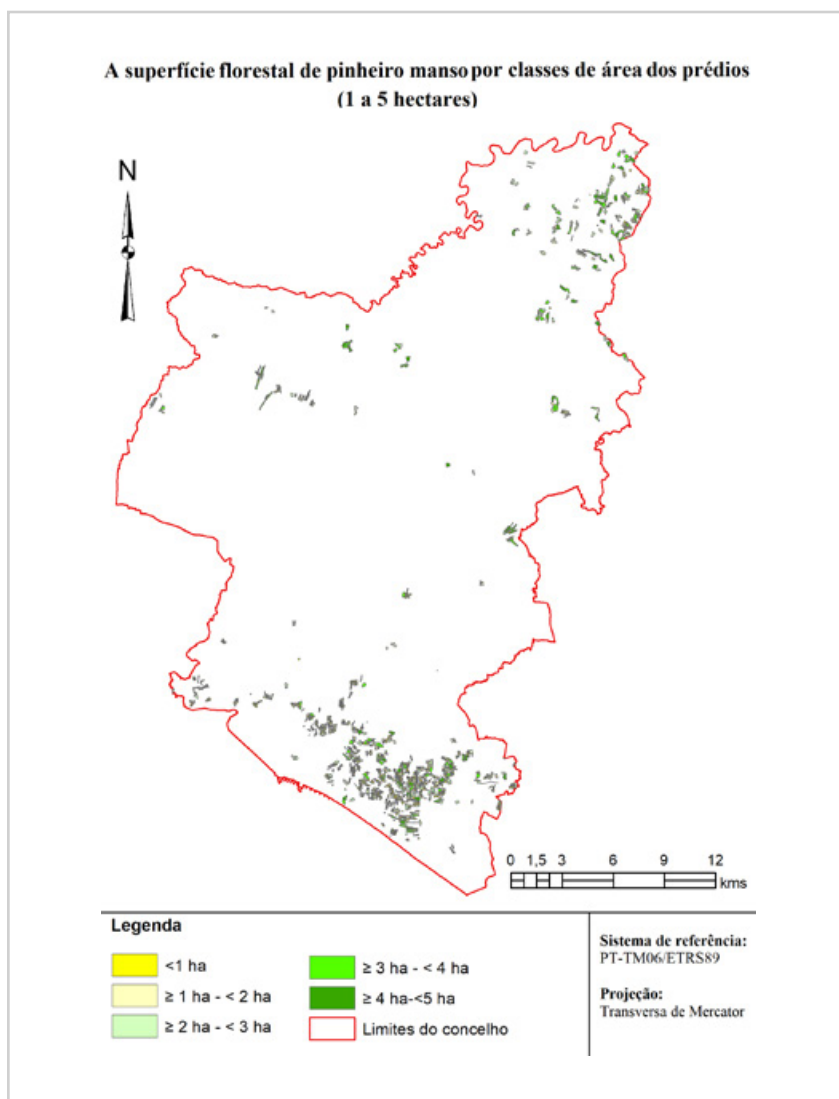 A superfície florestal de pinheiro manso por classes de área dos prédios
(1 a 5 hectares)
N
0 1,5 3 6 9 12
kms
Legenda
<1 ha
≥ 1 ha - < 2 ha
≥ 2 ha - < 3 ha
≥ 3 ha - < 4 ha
≥ 4 ha-<5 ha
Limites do concelho
Sistema de referência:
PT-TM06/ETRS89
Projeção:
Transversa de Mercator